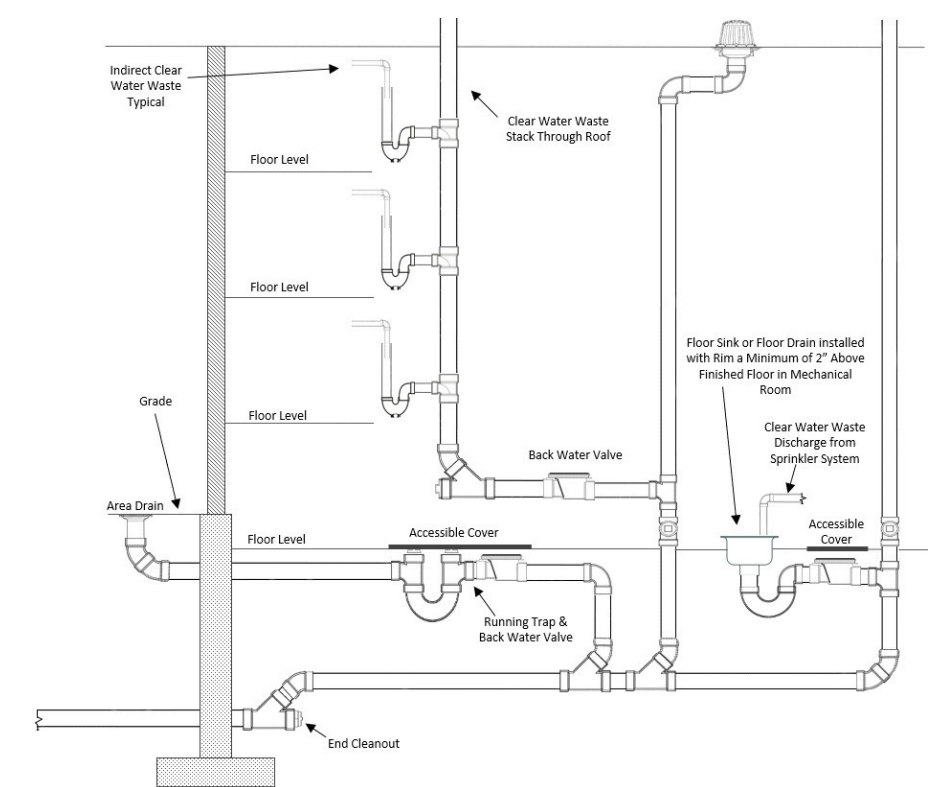 Indirect Clear
Water Waste
Typical
Clear Water Waste
Stack Through Roof
Floor Level
Floor Level
Floor Sink or Floor Drain installed
with Rim a Minimum of 2” Above
Finished Floor in Mechanical
Room
Grade
Floor Level
Clear Water Waste
Discharge from
Sprinkler System
Back Water Valve
Area Drain
Accessible Cover
Accessible
Cover
Floor Level
Running Trap &
Back Water Valve
End Cleanout